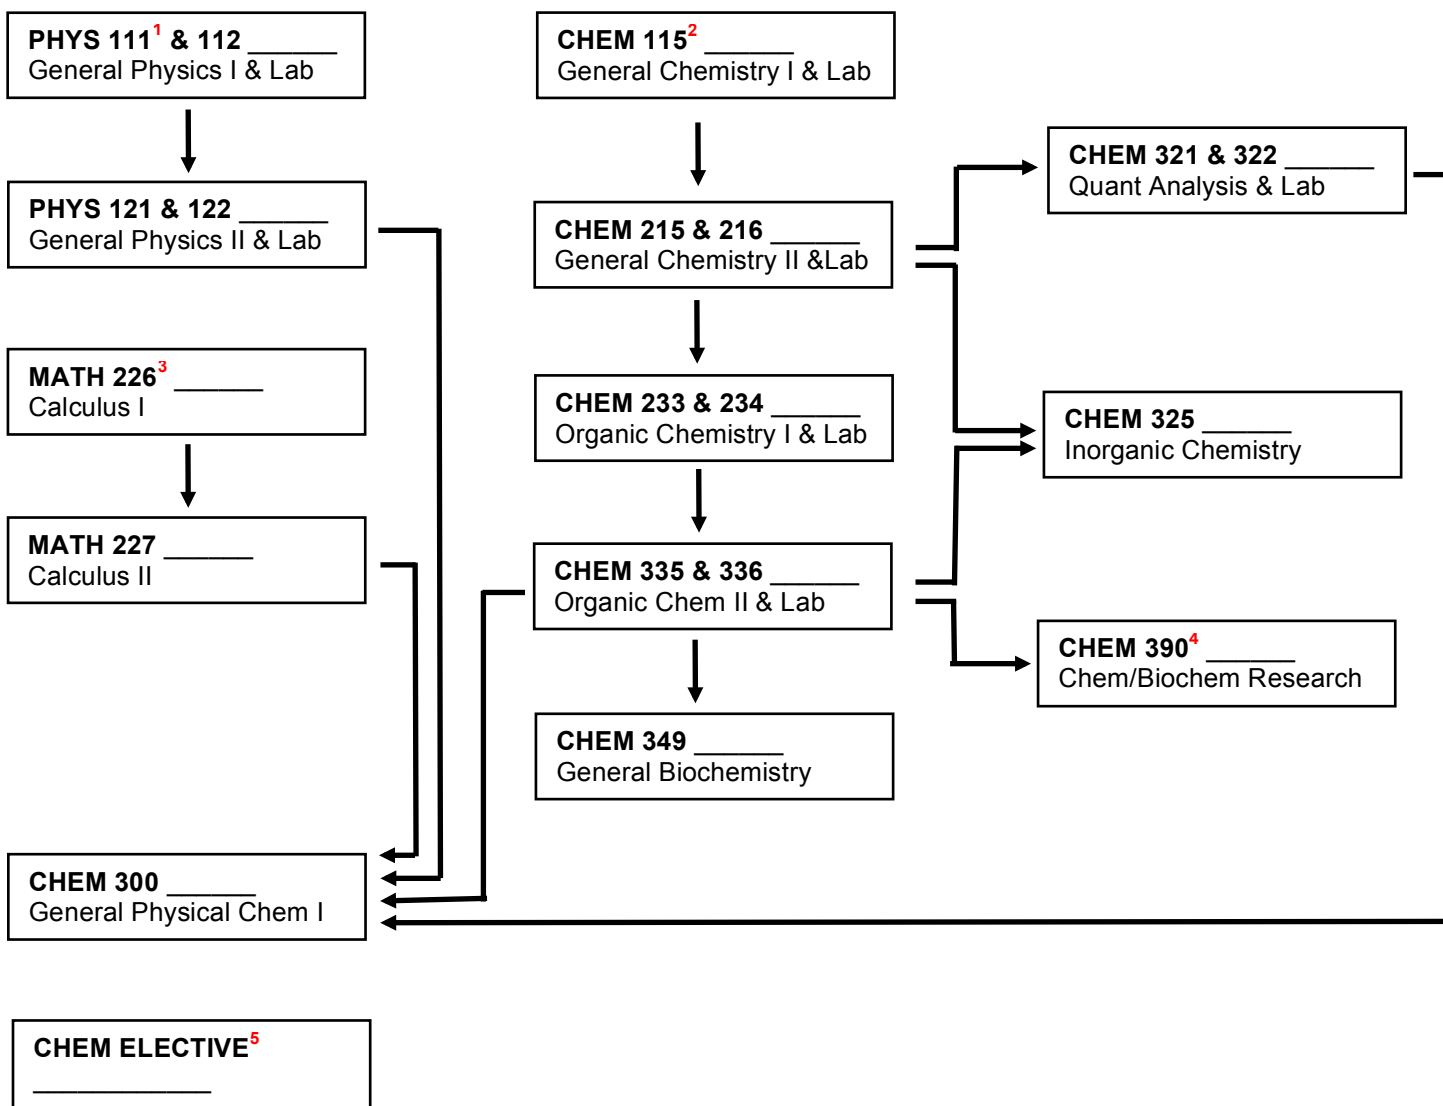 PHYS 111¹ & 112 ______
General Physics I & Lab
CHEM 115² ______
General Chemistry I & Lab
CHEM 321 & 322 ______
Quant Analysis & Lab
PHYS 121 & 122 ______
General Physics II & Lab
CHEM 215 & 216 ______
General Chemistry II &Lab
MATH 226³ ______
Calculus I
CHEM 233 & 234 ______
Organic Chemistry I & Lab
CHEM 325 ______
Inorganic Chemistry
MATH 227 ______
Calculus II
CHEM 335 & 336 ______
Organic Chem II & Lab
CHEM 390⁴ ______
Chem/Biochem Research
CHEM 349 ______
General Biochemistry
CHEM 300 ______
General Physical Chem I
CHEM ELECTIVE⁵
____________